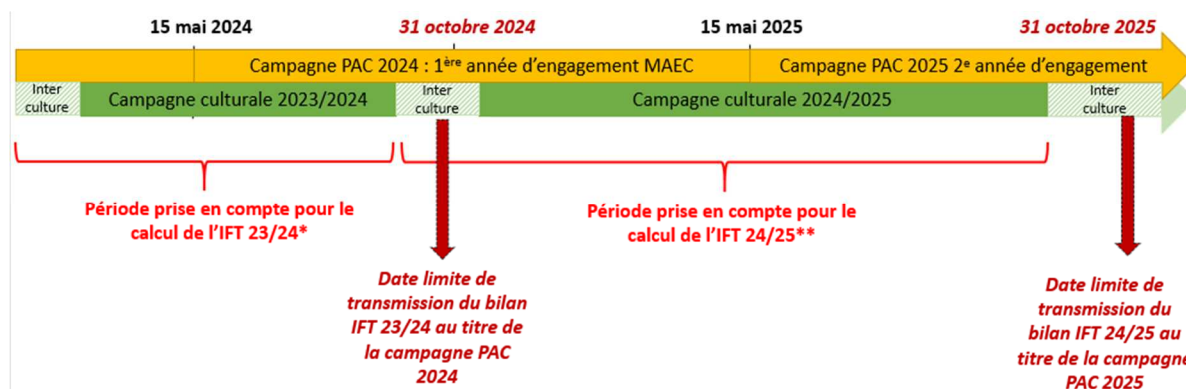 15 mai 2024
31 octobre 2024
15 mai 2025
31 octobre 2025
Campagne PAC 2024 : 1ère année d’engagement MAEC
Campagne PAC 2025 2e année d’engagement
Inter
culture
Campagne culturale 2023/2024
Inter
culture
Campagne culturale 2024/2025
Inter
culture
Période prise en compte pour le
calcul de l’IFT 23/24*
Période prise en compte pour le
calcul de l’IFT 24/25**
Date limite de
transmission du bilan
IFT 23/24 au titre de
la campagne PAC
2024
Date limite de
transmission du
bilan IFT 24/25 au
titre de la campagne
PAC 2025